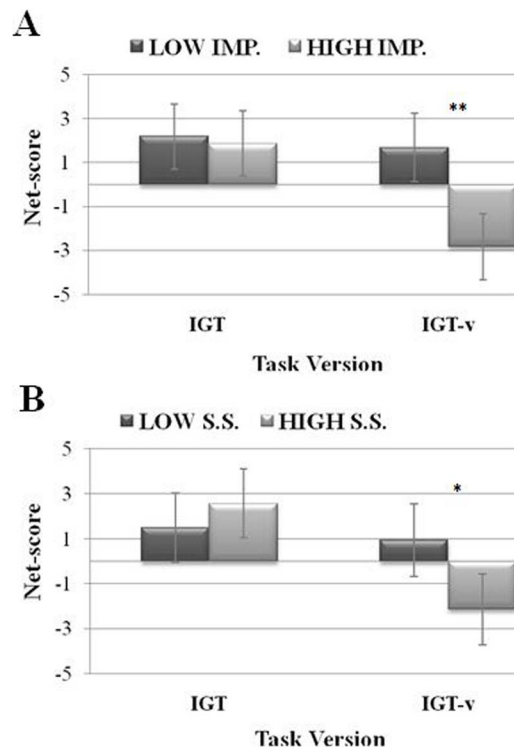 A
LOW IMP. HIGH IMP.
5
3
1
-1
-3
-5
Net-score
**
IGT IGT-v
Task Version
B
LOW S.S. HIGH S.S.
5
3
1
-1
-3
-5
Net-score
*
IGT IGT-v
Task Version